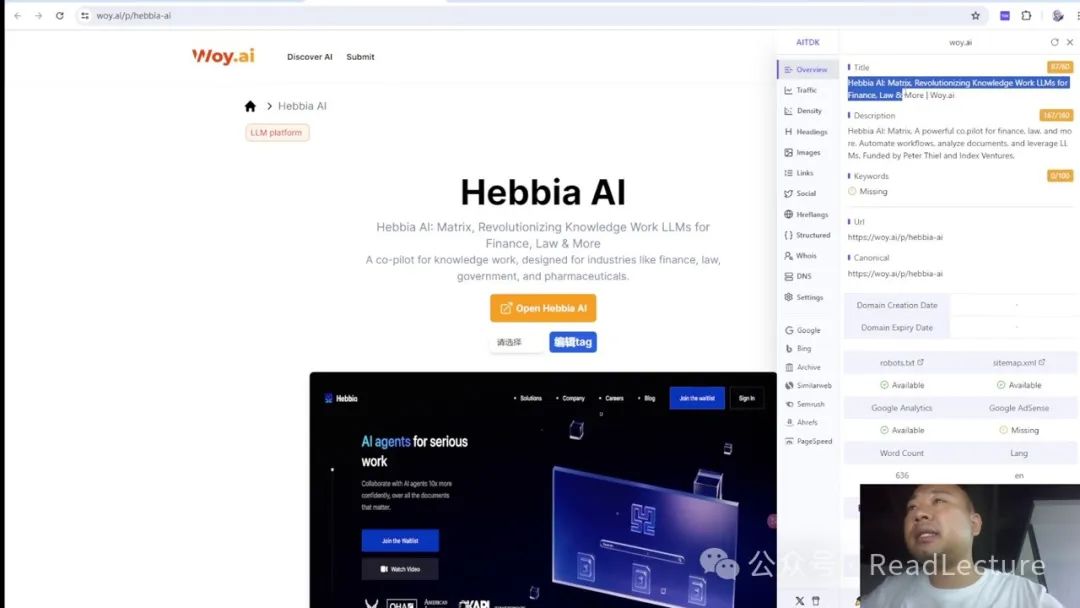 woy.ai/p/hebbia-ai
Woy.ai
Discover AI
Submit
Hebbia AI
LLM platform
Hebbia AI
Hebbia AI: Matrix, Revolutionizing Knowledge Work LLMs for
Finance, Law & More
A co-pilot for knowledge work, designed for industries like finance, law,
government, and pharmaceuticals.
Open Hebbia AI
请选择
编辑tag
Hebbia
Solutions
Company
Careers
Blog
Join the waitlist
Sign in
AI agents for serious
work
Collaborate with AI agents 10x more
confidently, over all the documents
that matter.
Join the Waitlist
Watch Video
AMERICAN
AITDK
Overview
Traffic
Density
Headings
Images
Links
Social
Hreflangs
Structured
Whois
DNS
Settings
Google
Bing
Archive
Similarweb
Semrush
Ahrefs
PageSpeed
woy.ai
Title
87/60
Hebbia AI: Matrix, Revolutionizing Knowledge Work LLMs for
Finance, Law & More | Woy.ai
Description
167/160
Hebbia AI: Matrix, A powerful co.pilot for finance, law. and mo
re. Automate workflows, analyze documents, and leverage LL
Ms. Funded by Peter Thiel and Index Ventures.
Keywords
0/100
Missing
Url
https://woy.ai/p/hebbia-ai
Canonical
https://woy.ai/p/hebbia-ai
Domain Creation Date
-
Domain Expiry Date
-
robots.txt
sitemap.xml
Available
Available
Google Analytics
Google AdSense
Available
Missing
Word Count
Lang
636
en
公众号 · ReadLecture